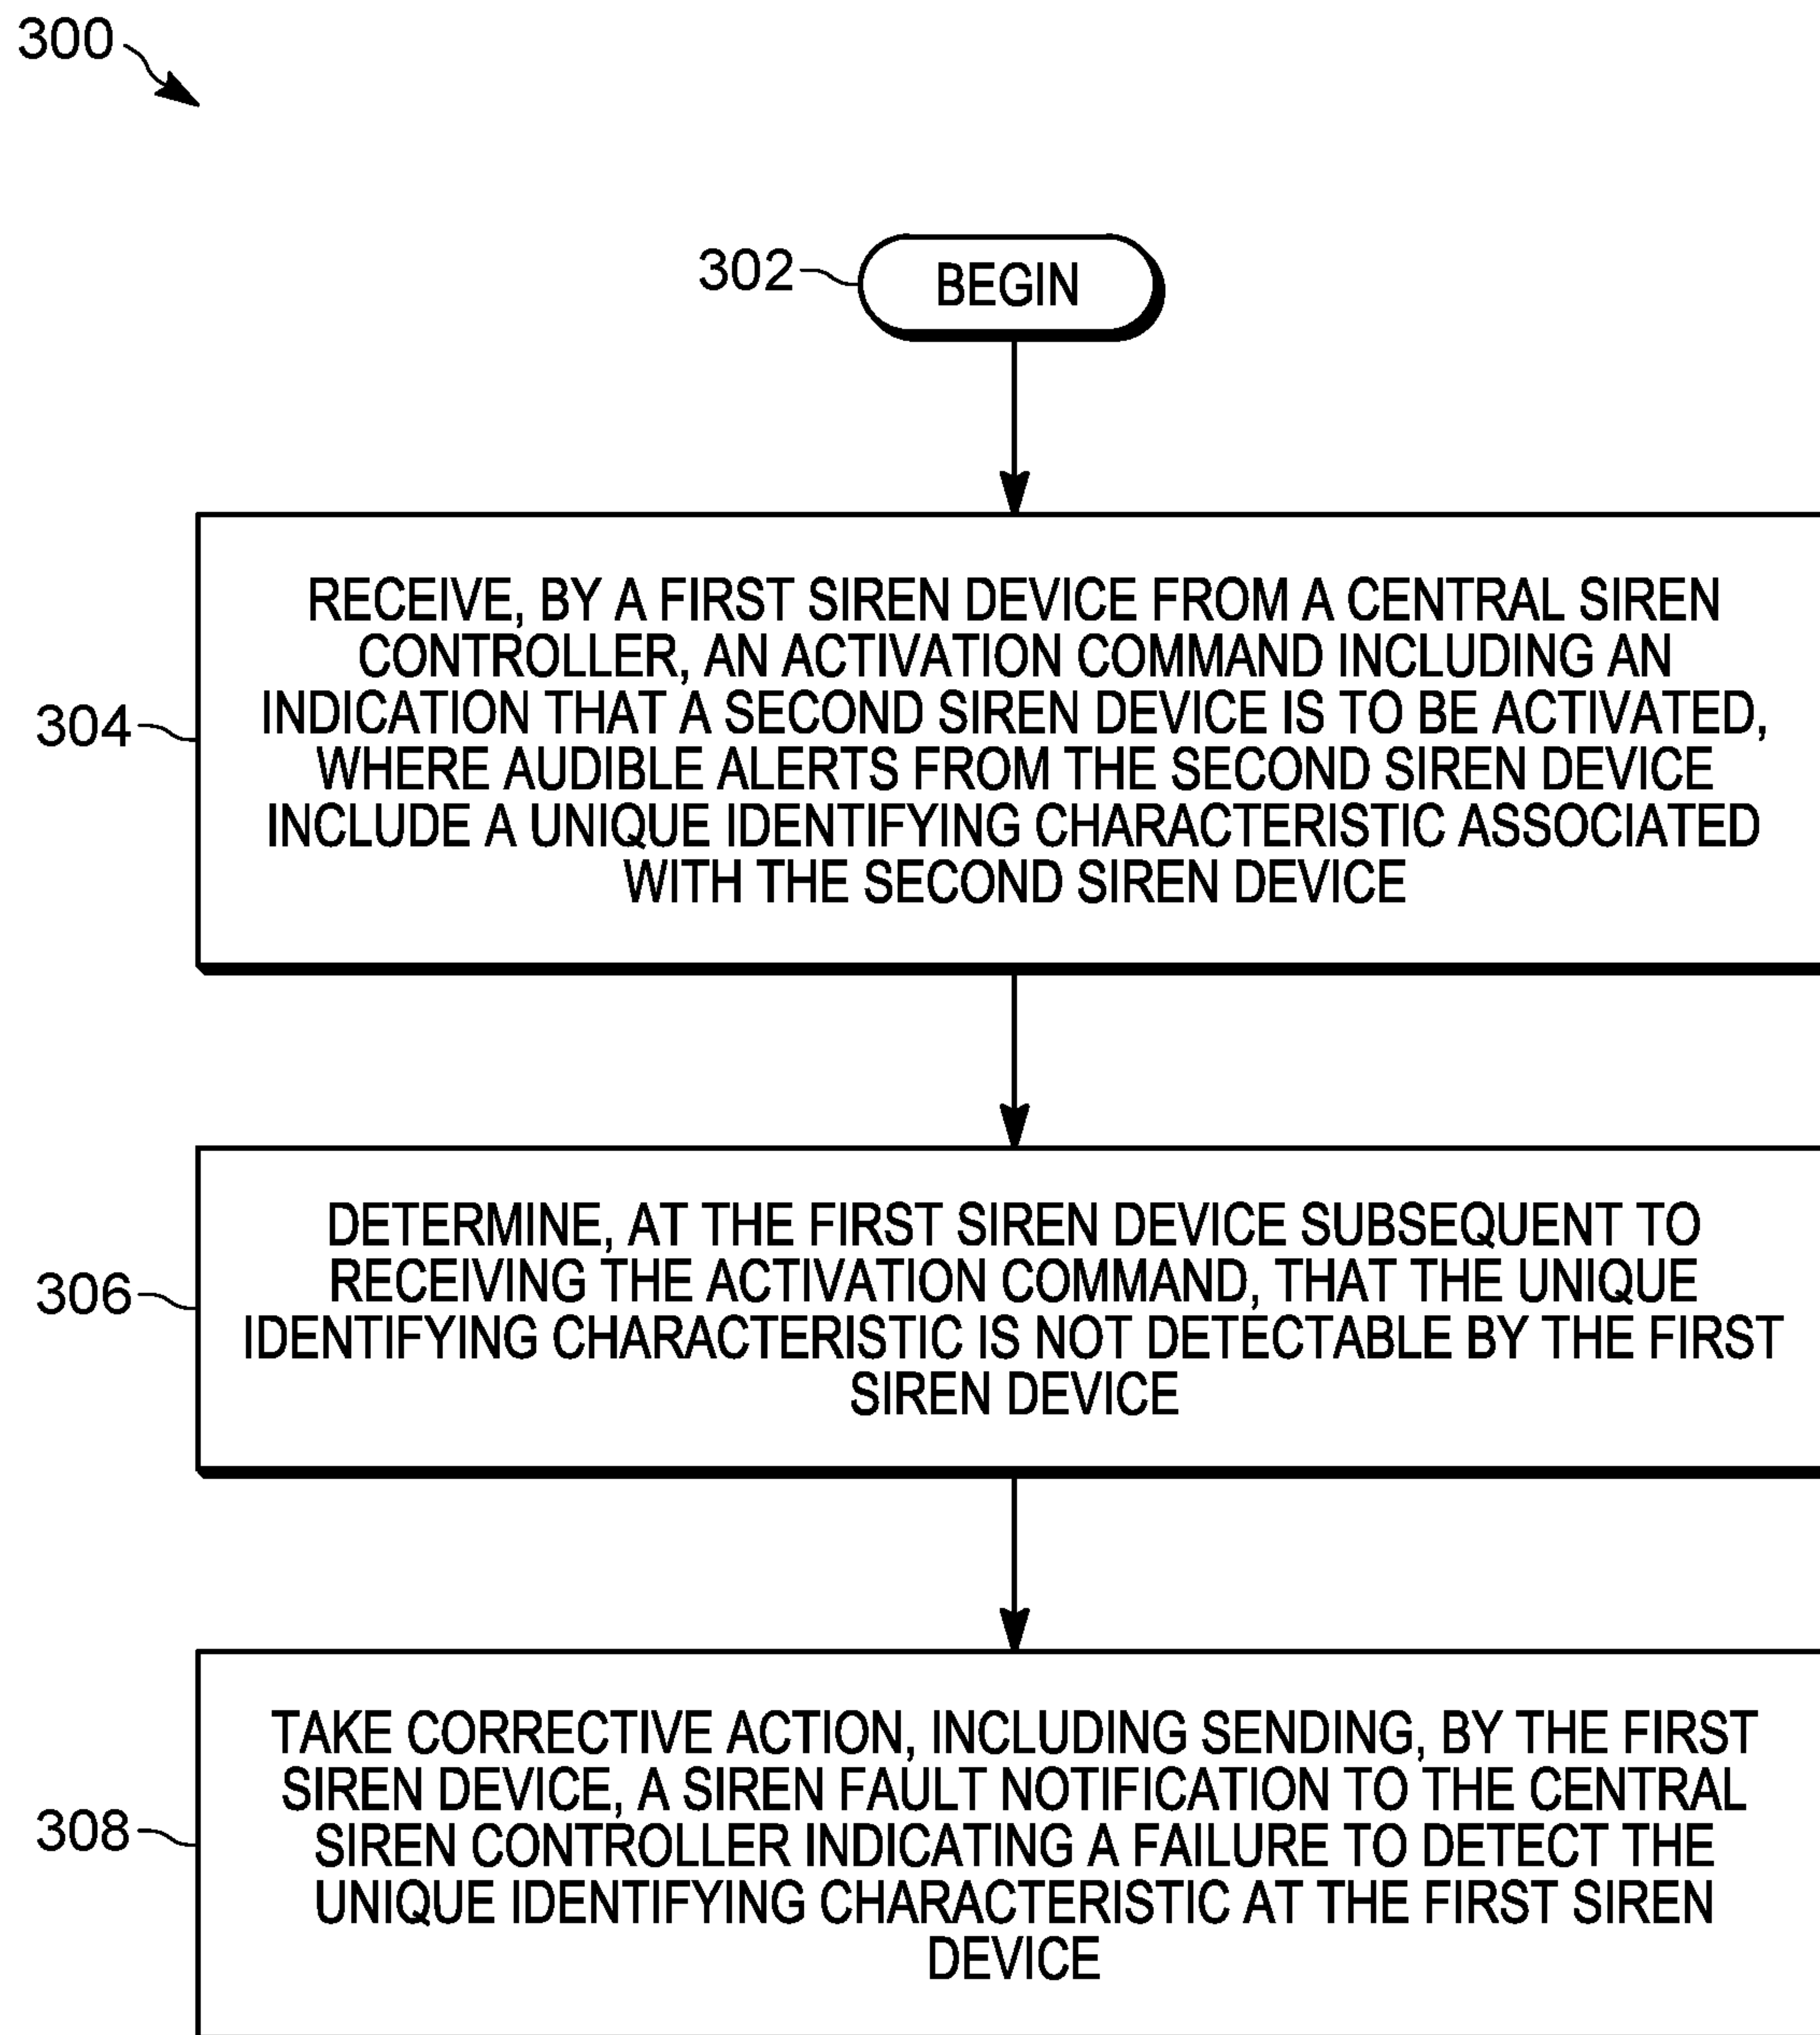 300
302
BEGIN
RECEIVE, BY A FIRST SIREN DEVICE FROM A CENTRAL SIREN
CONTROLLER, AN ACTIVATION COMMAND INCLUDING AN
INDICATION THAT A SECOND SIREN DEVICE IS TO BE ACTIVATED,
WHERE AUDIBLE ALERTS FROM THE SECOND SIREN DEVICE
INCLUDE A UNIQUE IDENTIFYING CHARACTERISTIC ASSOCIATED
WITH THE SECOND SIREN DEVICE
304
DETERMINE, AT THE FIRST SIREN DEVICE SUBSEQUENT TO
RECEIVING THE ACTIVATION COMMAND, THAT THE UNIQUE
IDENTIFYING CHARACTERISTIC IS NOT DETECTABLE BY THE FIRST
SIREN DEVICE
306
TAKE CORRECTIVE ACTION, INCLUDING SENDING, BY THE FIRST
SIREN DEVICE, A SIREN FAULT NOTIFICATION TO THE CENTRAL
SIREN CONTROLLER INDICATING A FAILURE TO DETECT THE
UNIQUE IDENTIFYING CHARACTERISTIC AT THE FIRST SIREN
DEVICE
308